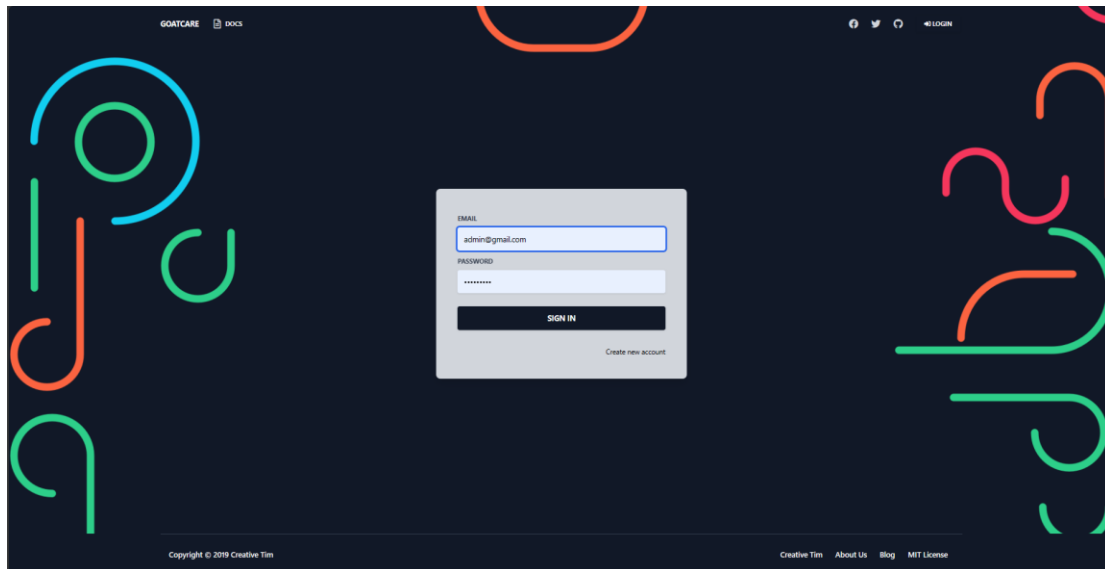 GOATCARE DOCS LOGIN
EMAIL
admin@gmail.com
PASSWORD
•••••••••
SIGN IN
Create new account
Copyright © 2019 Creative Tim Creative Tim About Us Blog MIT License